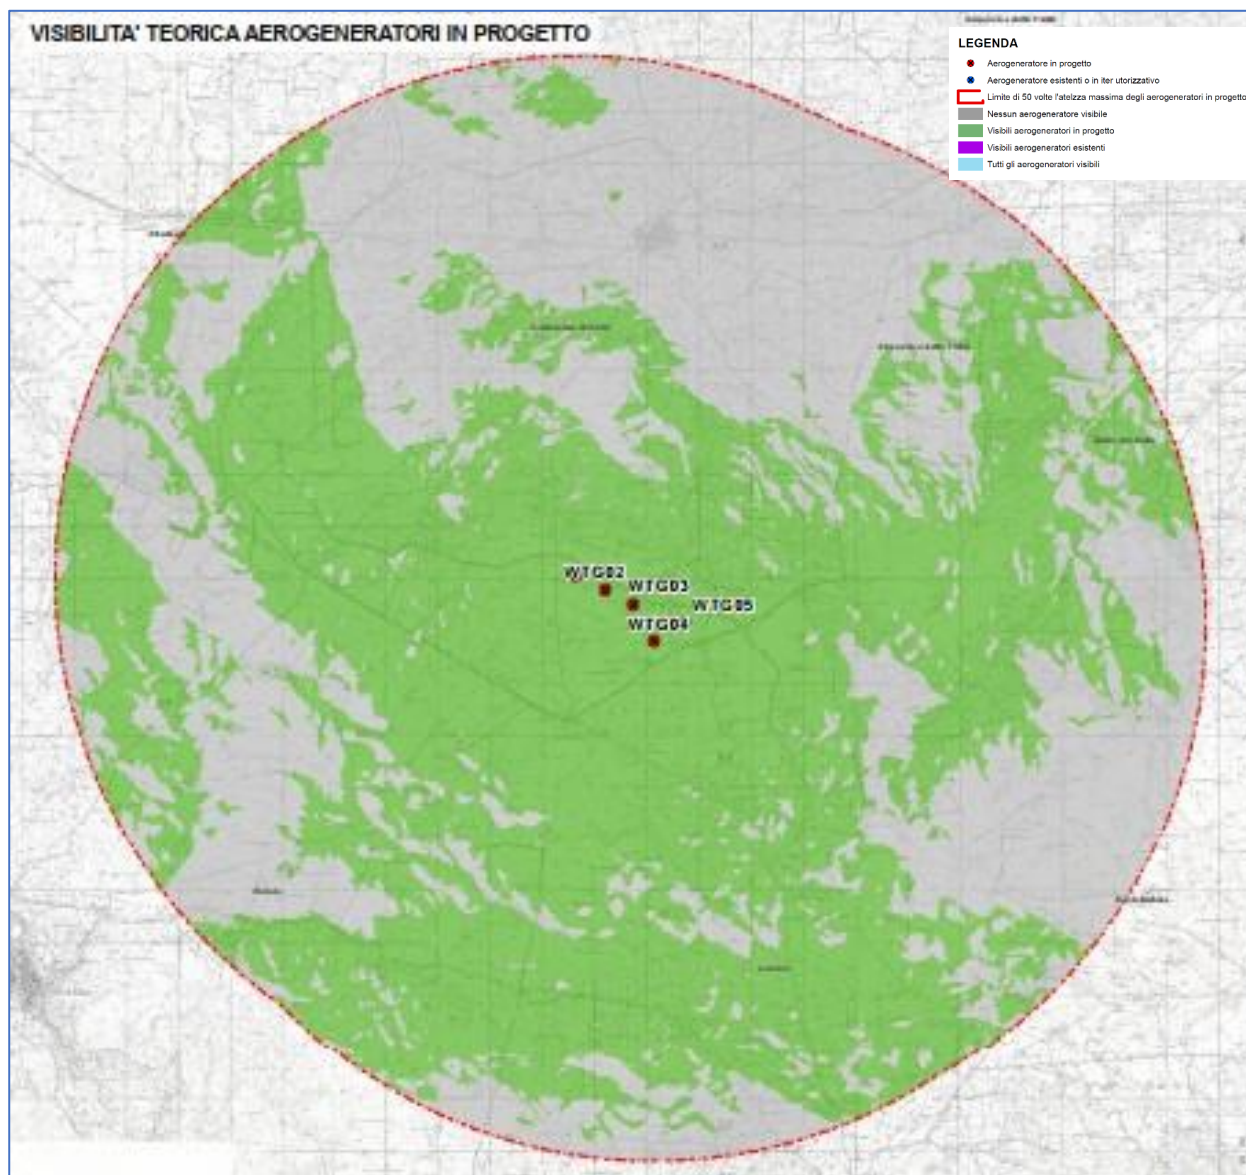 VISIBILITA' TEORICA AEROGENERATORI IN PROGETTO
LEGENDA
Aerogeneratore in progetto
Aerogeneratore esistenti o in iter utorizzativo
Limite di 50 volte l'atelzza massima degli aerogeneratori in progetto
Nessun aerogeneratore visibile
Visibili aerogeneratori in progetto
Visibili aerogeneratori esistenti
Tutti gli aerogeneratori visibili
WTG02
WTG03
WTG05
WTG04